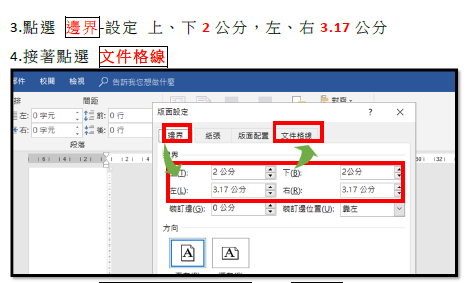 3.點選 邊界-設定 上、下 2 公分，左、右 3.17 公分
4.接著點選 文件格線
郵件 校閱 檢視 告訴我您想做什麼
間距
左: 0 字元 前: 0 行
右: 0 字元 後: 0 行
段落
版面設定 ? ×
邊界 紙張 版面配置 文件格線
邊界
2 公分 下(B): 2公分
左(L): 3.17 公分 右(R): 3.17 公分
裝訂邊(G): 0 公分 裝訂邊位置(U): 靠左
方向